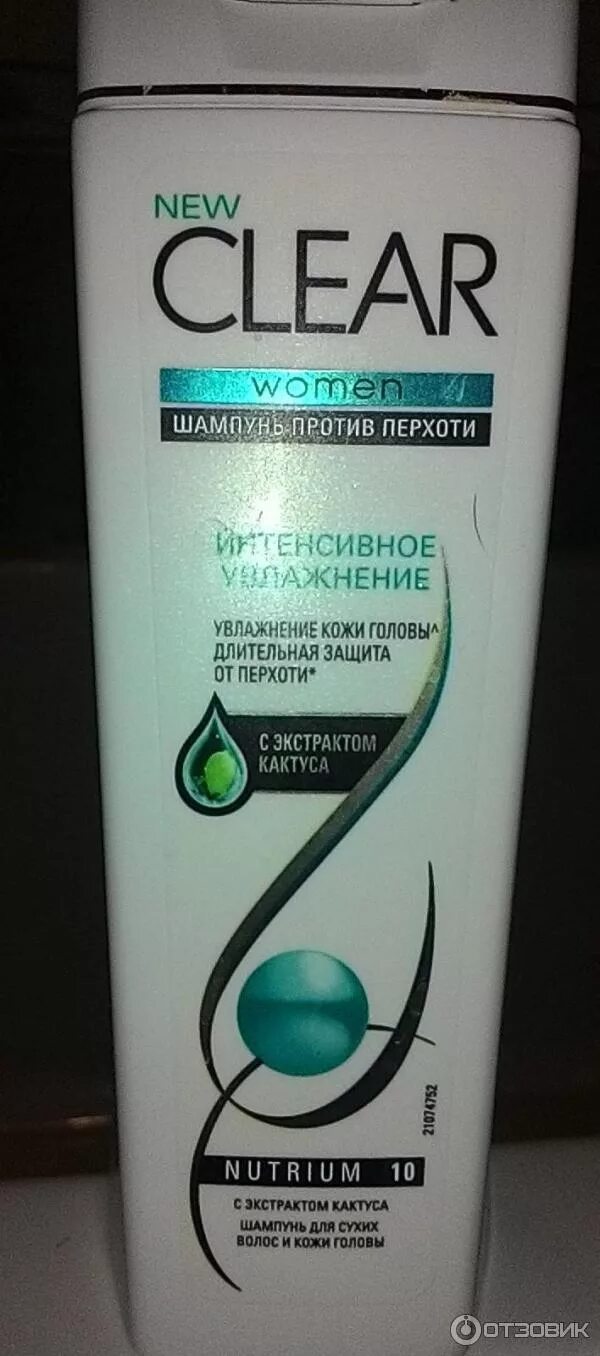 NEW
CLEAR
women
ШАМПУНЬ ПРОТИВ ПЕРХОТИ
ИНТЕНСИВНОЕ
УВЛАЖНЕНИЕ
УВЛАЖНЕНИЕ КОЖИ ГОЛОВЫ^
ДЛИТЕЛЬНАЯ ЗАЩИТА
ОТ ПЕРХОТИ*
С ЭКСТРАКТОМ
КАКТУСА
21074752
NUTRIUM 10
С ЭКСТРАКТОМ КАКТУСА
ШАМПУНЬ ДЛЯ СУХИХ
ВОЛОС И КОЖИ ГОЛОВЫ
ОТЗОВИК